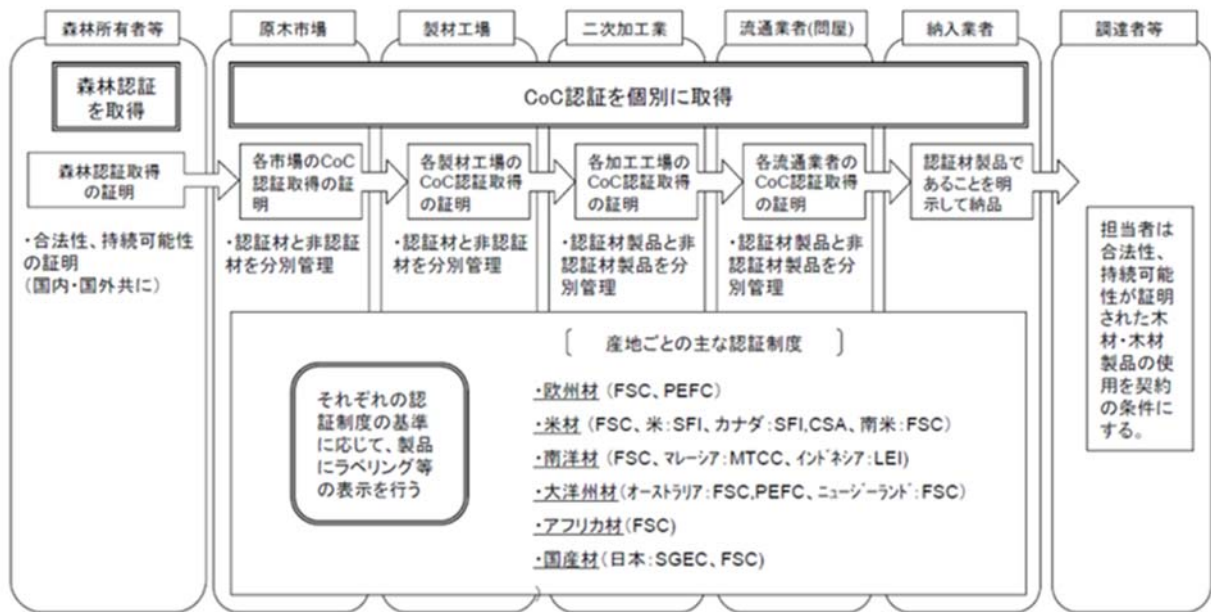 森林所有者等
原木市場
製材工場
二次加工業
流通業者(問屋)
納入業者
調達者等
森林認証
を取得
CoC認証を個別に取得
森林認証取得
の証明
各市場のCoC
認証取得の証
明
各製材工場の
CoC認証取得
の証明
各加工工場の
CoC認証取得
の証明
各流通業者の
CoC認証取得
の証明
認証材製品で
あることを明
示して納品
・合法性、持続可能性
の証明
(国内・国外共に)
・認証材と非認証
材を分別管理
・認証材と非認証
材を分別管理
・認証材製品と非
認証材製品を分
別管理
・認証材製品と非
認証材製品を分
別管理
担当者は
合法性、
持続可能
性が証明
された木
材・木材
製品の使
用を契約
の条件に
する。
それぞれの認
証制度の基準
に応じて、製品
にラベリング等
の表示を行う
〔 産地ごとの主な認証制度 〕
・欧州材 (FSC、PEFC)
・米材 (FSC、米:SFI、カナダ:SFI,CSA、南米:FSC)
・南洋材 (FSC、マレーシア:MTCC、インドネシア:LEI)
・大洋州材(オーストラリア:FSC,PEFC、ニュージーランド:FSC)
・アフリカ材(FSC)
・国産材(日本:SGEC、FSC)
)